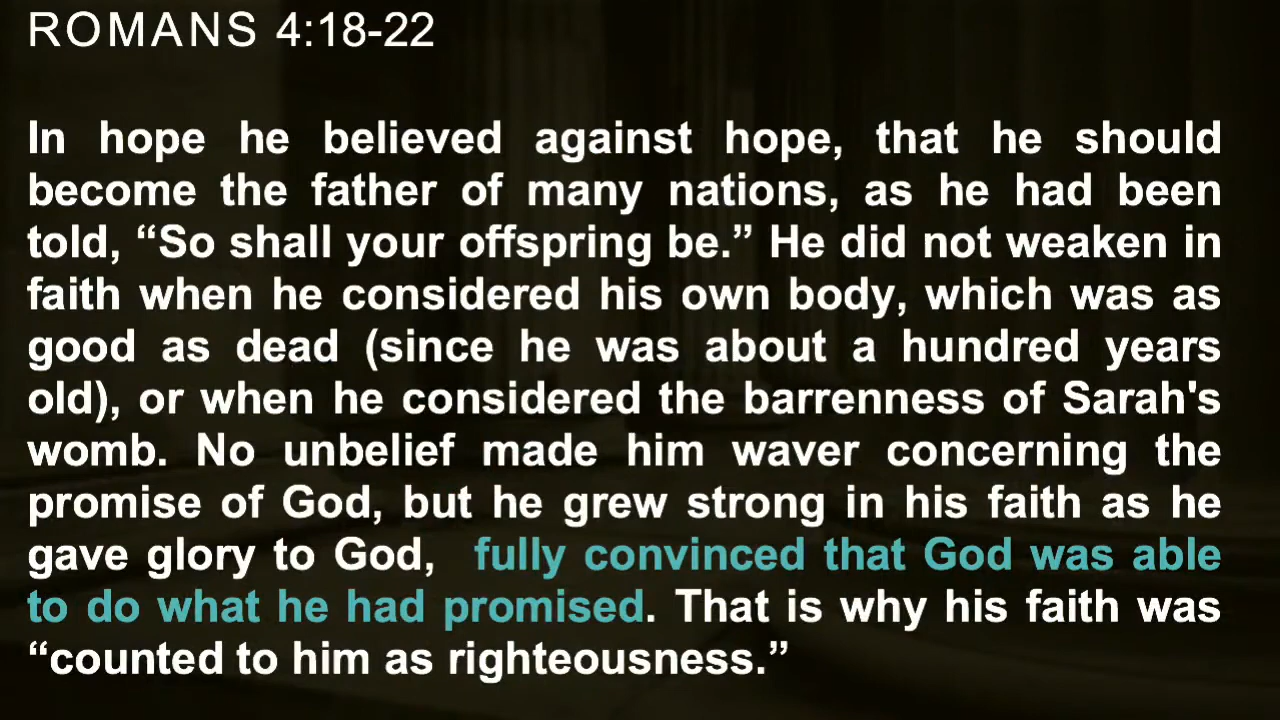 ROMANS 4:18-22
In hope he believed against hope, that he should
become the father of many nations, as he had been
told, “So shall your offspring be.” He did not weaken in
faith when he considered his own body, which was as
good as dead (since he was about a hundred years
old), or when he considered the barrenness of Sarah's
womb. No unbelief made him waver concerning the
promise of God, but he grew strong in his faith as he
gave glory to God, fully convinced that God was able
to do what he had promised. That is why his faith was
“counted to him as righteousness.”